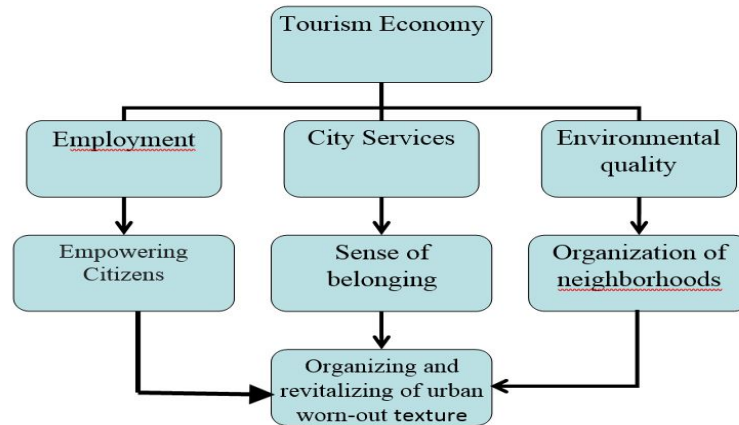 Tourism Economy
Employment
City Services
Environmental
quality
Empowering
Citizens
Sense of
belonging
Organization of
neighborhoods
Organizing and
revitalizing of urban
worn-out texture